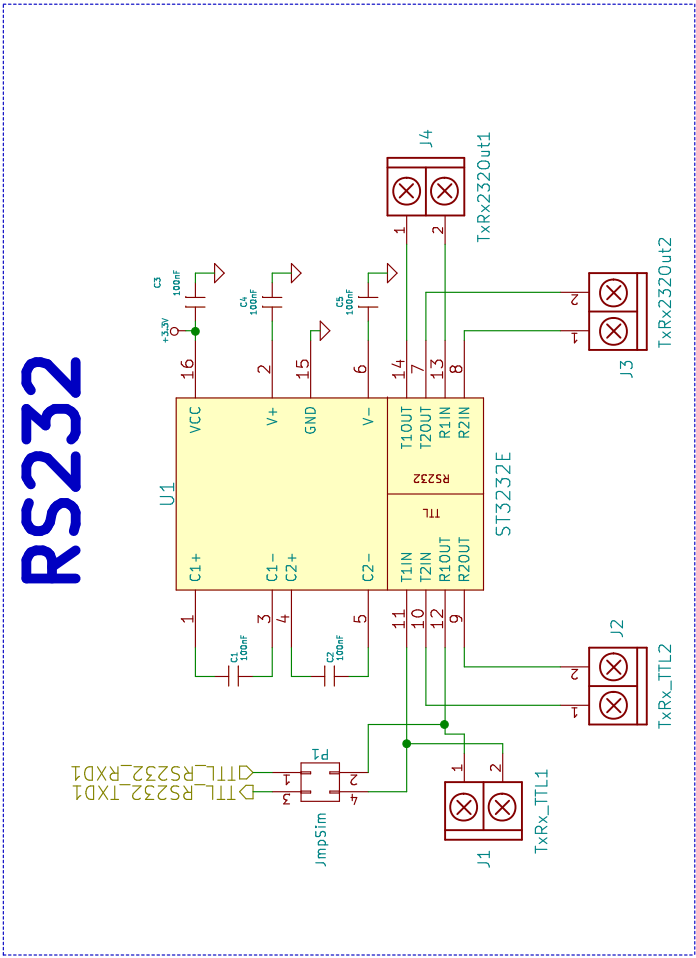 RS232
J4
TxRx232Out1
1
2
C3
100nF
C4
100nF
C5
100nF
+3.3V
TxRx232Out2
2
1
J3
16
2
15
6
14
7
13
8
VCC
V+
GND
V-
T1OUT
T2OUT
R1IN
R2IN
RS232
TTL
U1
ST3232E
C1+
C1-
C2+
C2-
T1IN
T2IN
R1OUT
R2OUT
1
3
4
5
11
10
12
9
C1
100nF
C2
100nF
J2
TxRx_TTL2
2
1
P1
TTL_RS232_RXD1
TTL_RS232_TXD1
1
2
3
4
JmpSim
1
2
J1
TxRx_TTL1